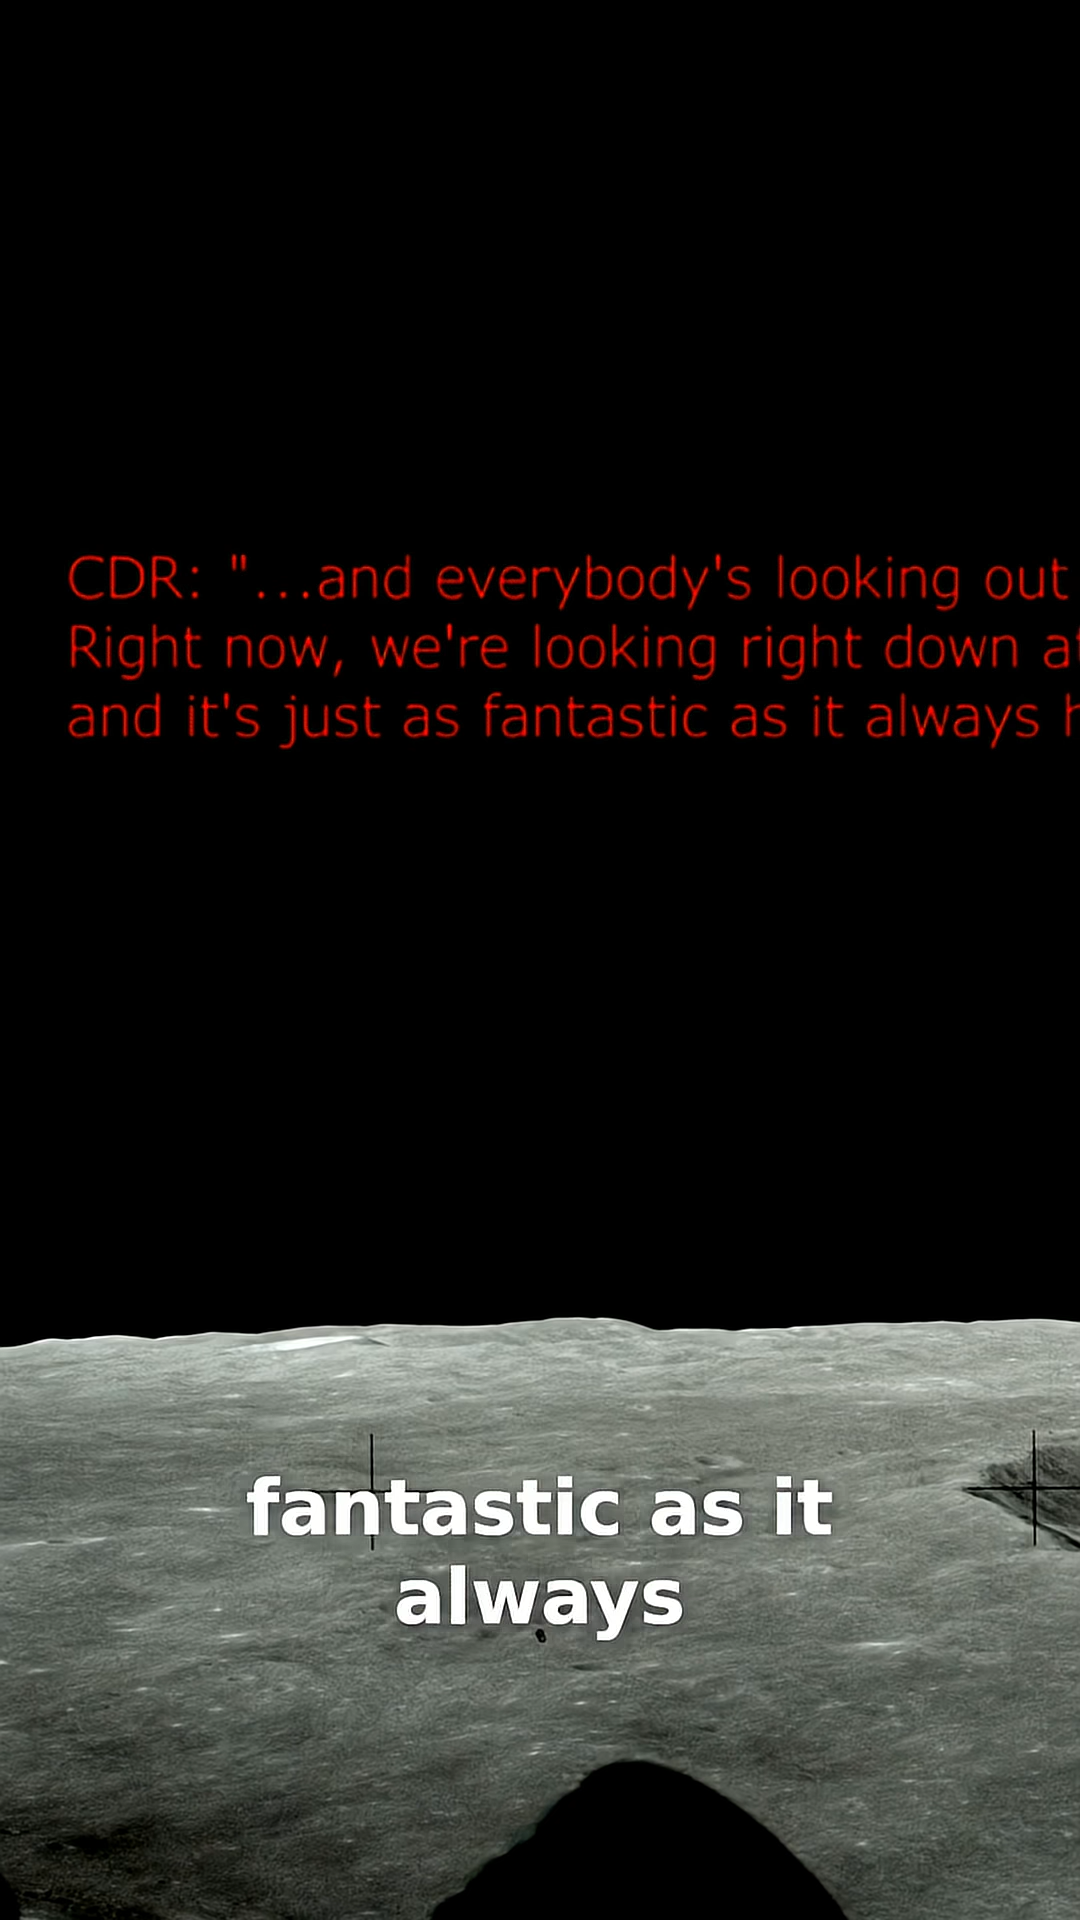 CDR: "...and everybody's looking out
Right now, we're looking right down
and it's just as fantastic as it always
fantastic as it
always